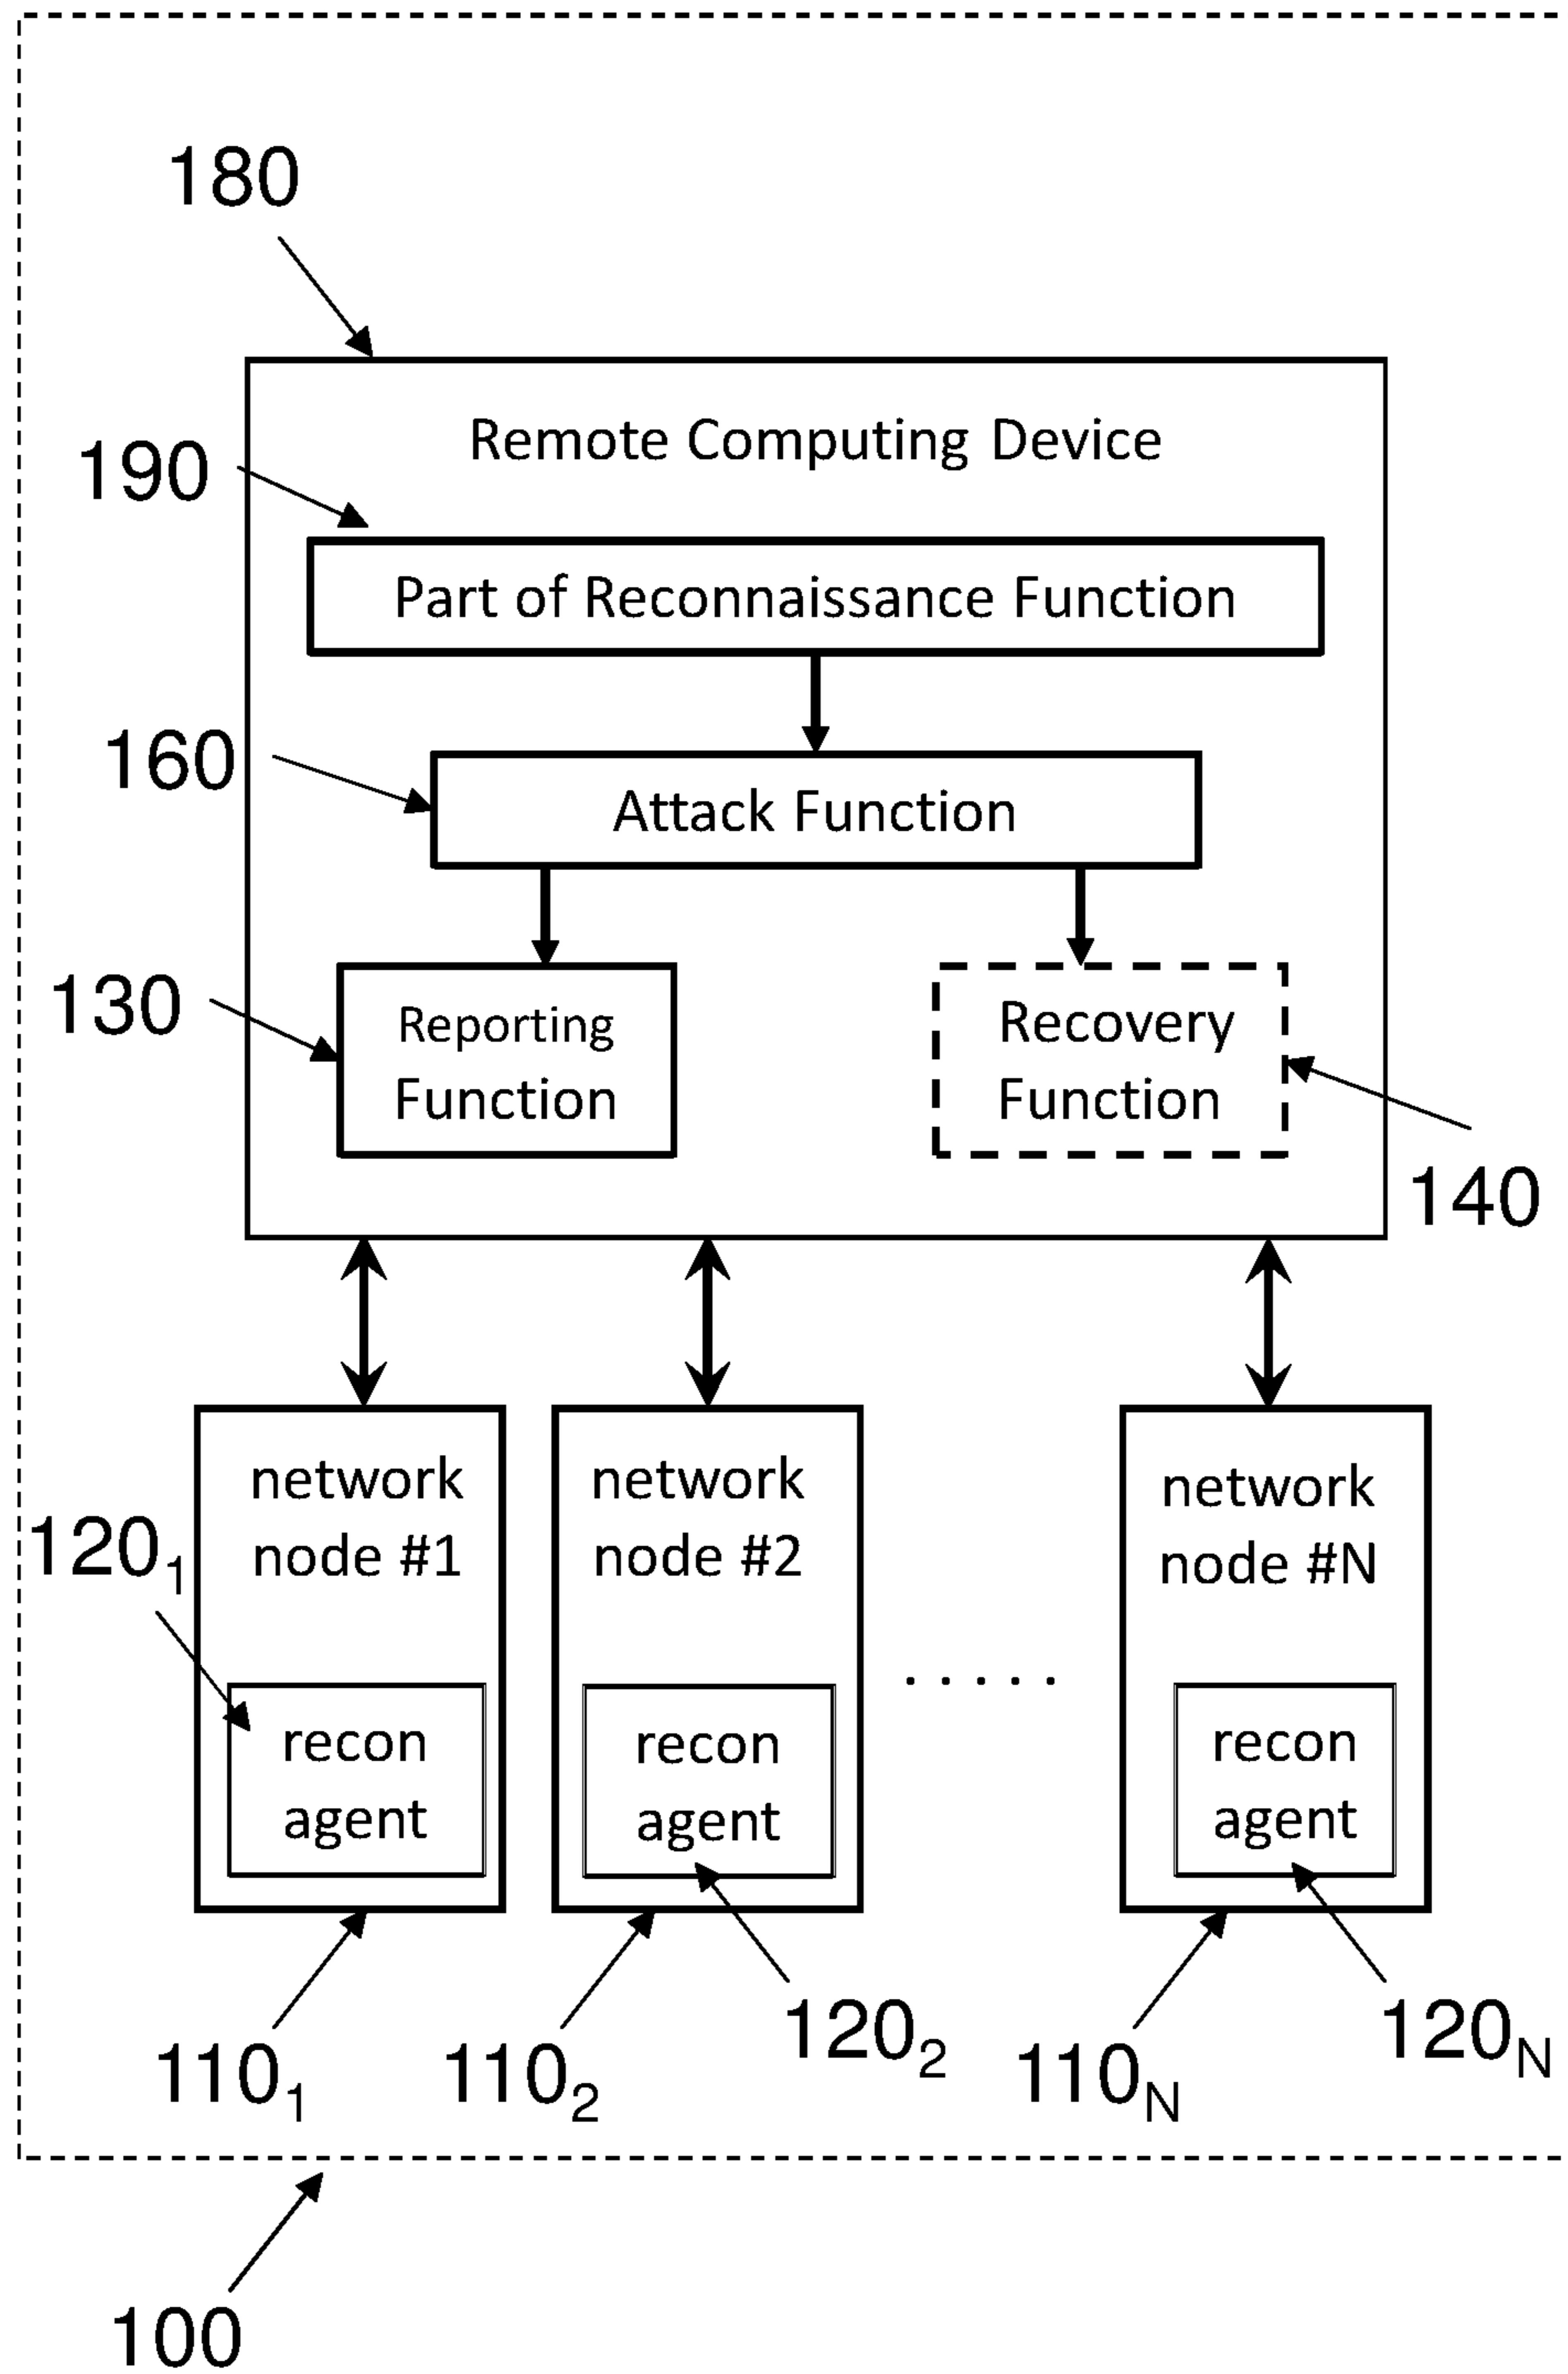 180
Remote Computing Device
190
Part of Reconnaissance Function
160
Attack Function
130
Reporting
Function
Recovery
Function
140
network
node #1
network
node #2
network
node #N
120₁
. . . . .
recon
agent
recon
agent
recon
agent
110₁
110₂
120₂
110N
120N
100